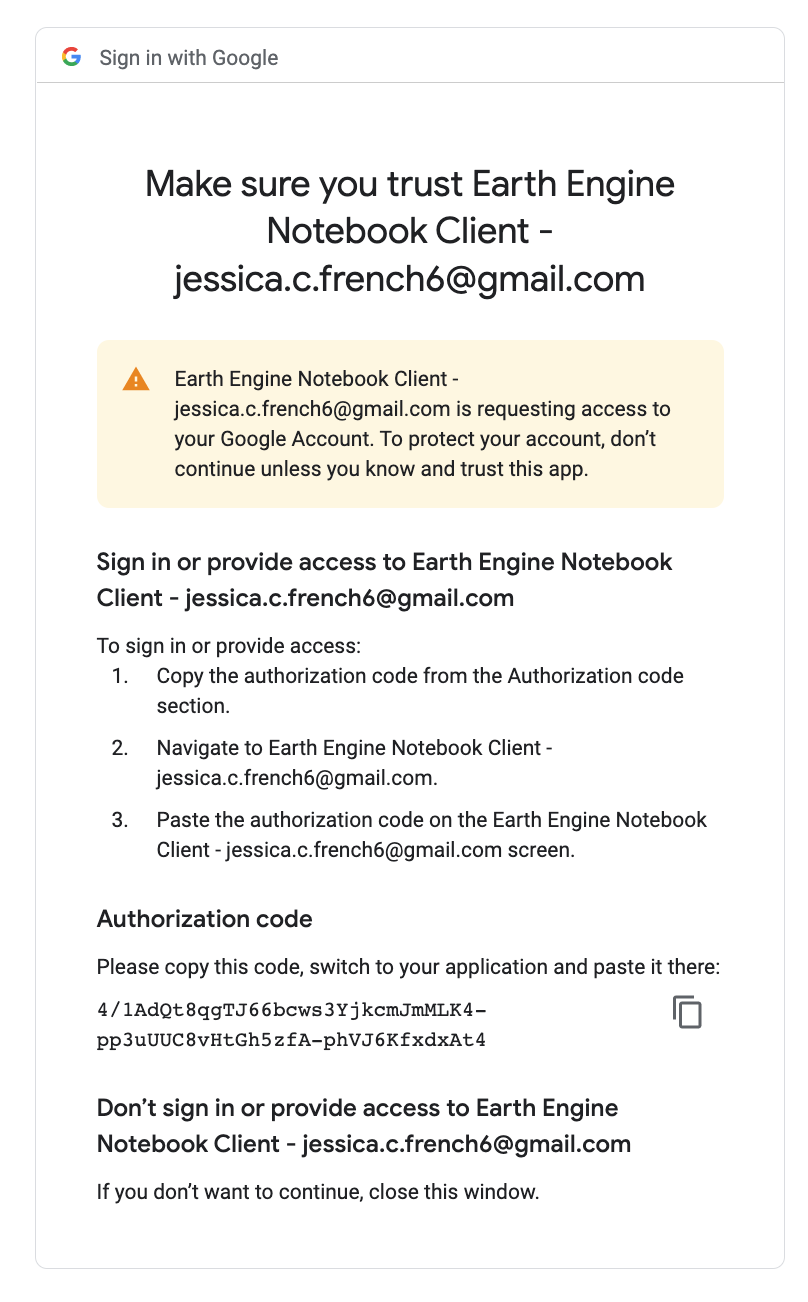 Sign in with Google
Make sure you trust Earth Engine
Notebook Client -
jessica.c.french6@gmail.com
Earth Engine Notebook Client -
jessica.c.french6@gmail.com is requesting access to
your Google Account. To protect your account, don’t
continue unless you know and trust this app.
Sign in or provide access to Earth Engine Notebook
Client - jessica.c.french6@gmail.com
To sign in or provide access:
1. Copy the authorization code from the Authorization code
section.
2. Navigate to Earth Engine Notebook Client -
jessica.c.french6@gmail.com.
3. Paste the authorization code on the Earth Engine Notebook
Client - jessica.c.french6@gmail.com screen.
Authorization code
Please copy this code, switch to your application and paste it there:
4/1AdQt8qgTJ66bcws3YjkcmJmMLK4-
pp3uUUC8vHtGh5zfA-phVJ6KfxdxAt4
Don’t sign in or provide access to Earth Engine
Notebook Client - jessica.c.french6@gmail.com
If you don’t want to continue, close this window.